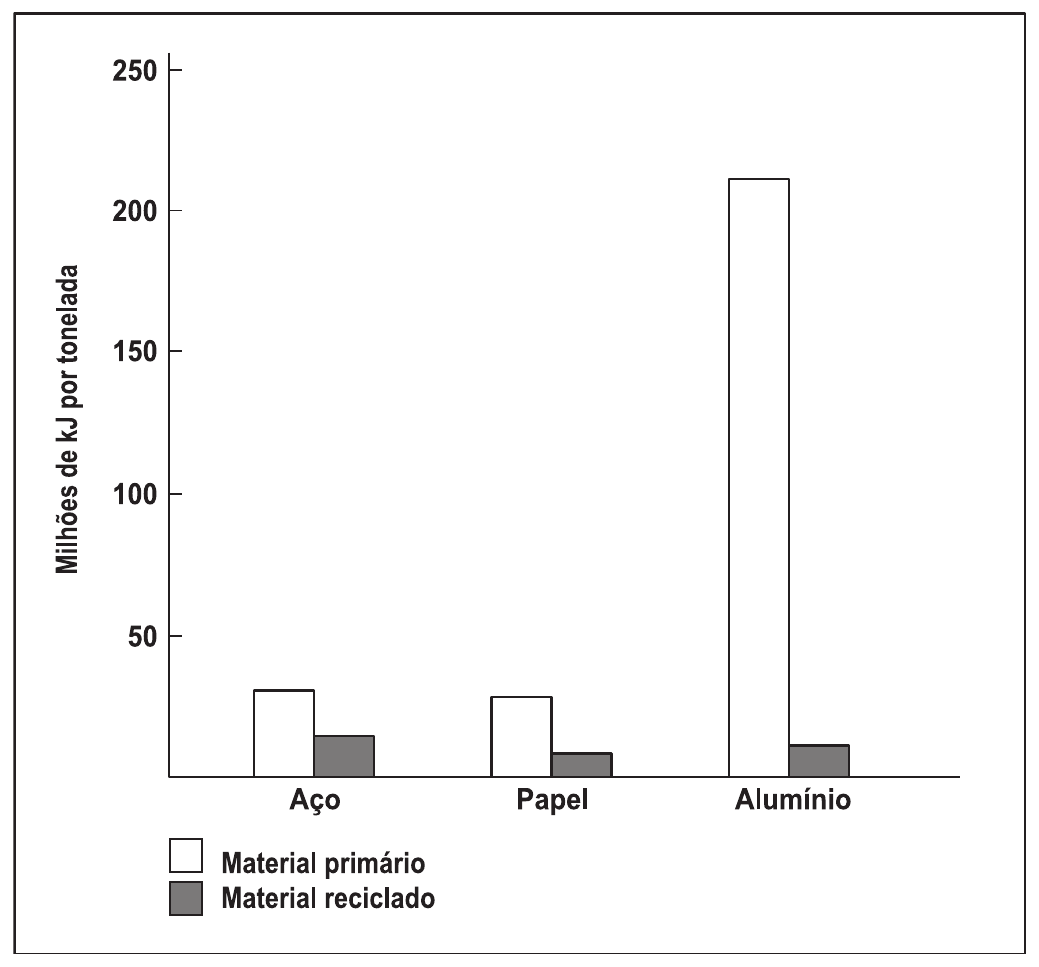 250
200
150
100
50
Milhões de kJ por tonelada
Aço Papel Alumínio
Material primário
Material reciclado